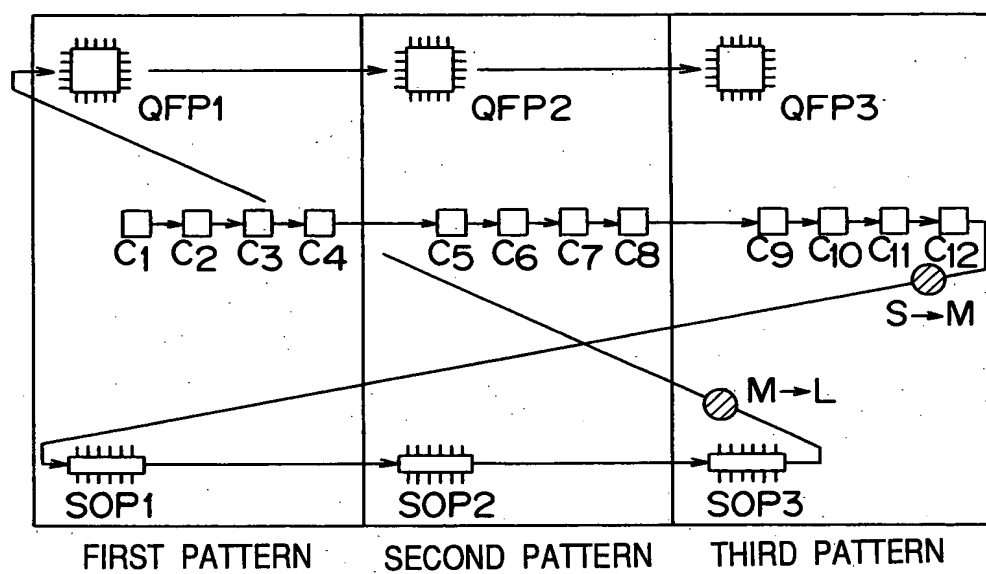 QFP1 QFP2 QFP3
C1 C2 C3 C4 C5 C6 C7 C8 C9 C10 C11 C12
S→M
M→L
SOP1 SOP2 SOP3
FIRST PATTERN SECOND PATTERN THIRD PATTERN